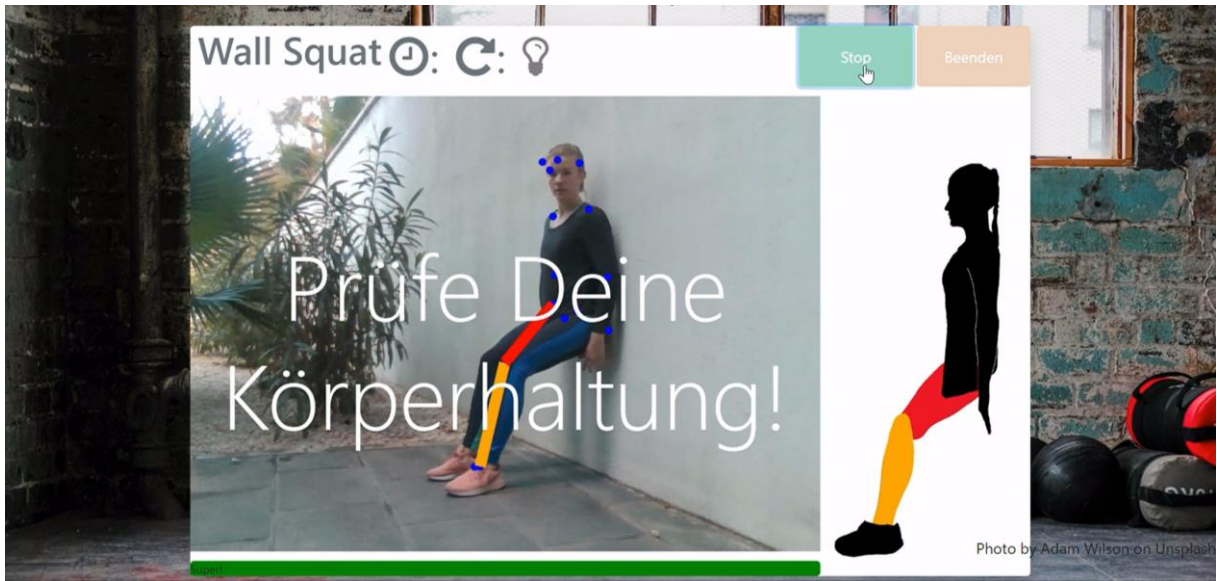 Wall Squat : :
Stop
Beenden
Prüfe Deine
Körperhaltung!
Photo by Adam Wilson on Unsplash
Super!